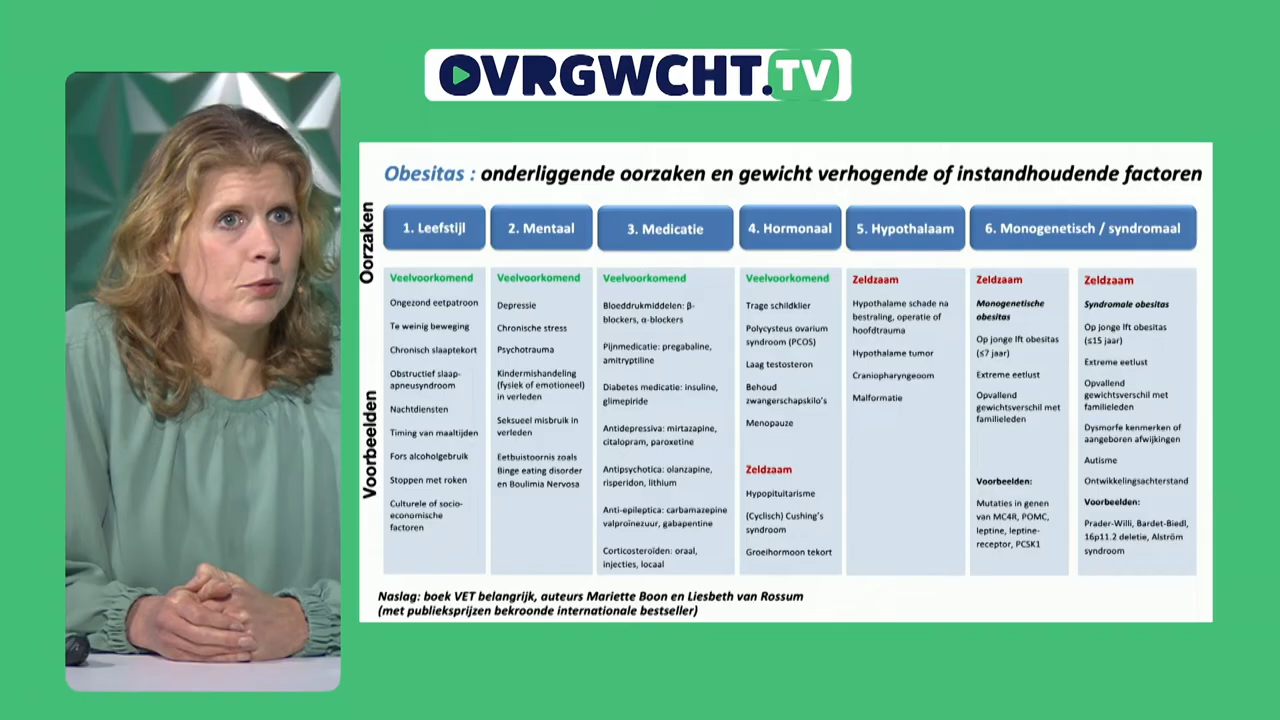 OVRGWCHT.TV
Obesitas : onderliggende oorzaken en gewicht verhogende of instandhoudende factoren
Oorzaken
1. Leefstijl
2. Mentaal
3. Medicatie
4. Hormonaal
5. Hypothalaam
6. Monogenetisch / syndromaal
Voorbeelden
Veelvoorkomend
Ongezond eetpatroon
Te weinig beweging
Chronisch slaaptekort
Obstructief slaap-
apneusyndroom
Nachtdiensten
Timing van maaltijden
Fors alcoholgebruik
Stoppen met roken
Culturele of socio-
economische
factoren
Veelvoorkomend
Depressie
Chronische stress
Psychotrauma
Kindermishandeling
(fysiek of emotioneel)
in verleden
Seksueel misbruik in
verleden
Eetbuistoornis zoals
Binge eating disorder
en Boulimia Nervosa
Veelvoorkomend
Bloeddrukmiddelen: β-
blockers, α-blockers
Pijnmedicatie: pregabaline,
amitryptiline
Diabetes medicatie: insuline,
glimepiride
Antidepressiva: mirtazapine,
citalopram, paroxetine
Antipsychotica: olanzapine,
risperidon, lithium
Anti-epileptica: carbamazepine
valproïnezuur, gabapentine
Corticosteroïden: oraal,
injecties, locaal
Veelvoorkomend
Trage schildklier
Polycysteus ovarium
syndroom (PCOS)
Laag testosteron
Behoud
zwangerschapskilo's
Menopauze
Zeldzaam
Hypopituitarisme
(Cyclisch) Cushing's
syndroom
Groeihormoon tekort
Zeldzaam
Hypothalame schade na
bestraling, operatie of
hoofdtrauma
Hypothalame tumor
Craniopharyngeoom
Malformatie
Zeldzaam
Monogenetische
obesitas
Op jonge lft obesitas
(≤7 jaar)
Extreme eetlust
Opvallend
gewichtsverschil met
familieleden
Voorbeelden:
Mutaties in genen
van MC4R, POMC,
leptine, leptine-
receptor, PCSK1
Zeldzaam
Syndromale obesitas
Op jonge lft obesitas
(≤15 jaar)
Extreme eetlust
Opvallend
gewichtsverschil met
familieleden
Dysmorfe kenmerken of
aangeboren afwijkingen
Autisme
Ontwikkelingsachterstand
Voorbeelden:
Prader-Willi, Bardet-Biedl,
16p11.2 deletie, Alström
syndroom
Naslag: boek VET belangrijk, auteurs Mariette Boon en Liesbeth van Rossum
(met publieksprijzen bekroonde internationale bestseller)